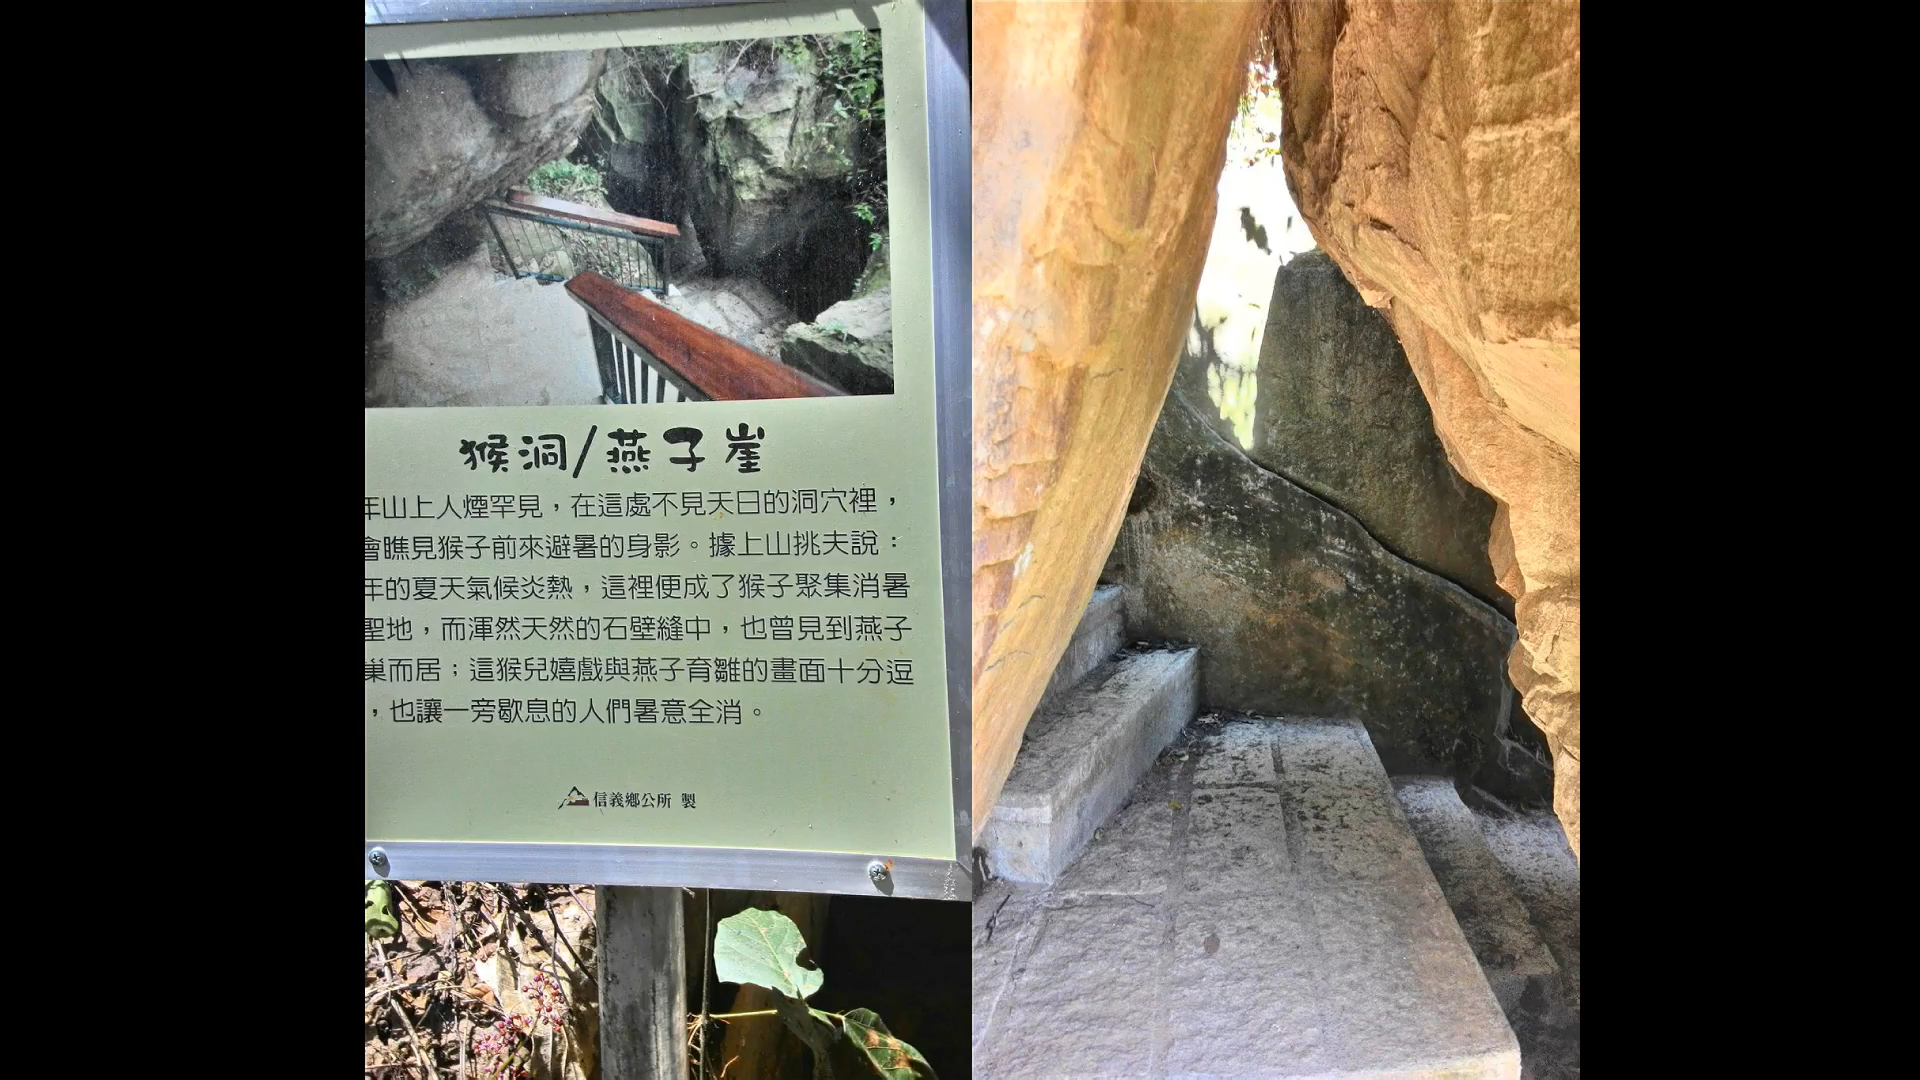 猴洞/燕子崖
年山上人煙罕見，在這處不見天日的洞穴裡，
會瞧見猴子前來避暑的身影。據上山挑夫說：
年的夏天氣候炎熱，這裡便成了猴子聚集消暑
聖地，而渾然天然的石壁縫中，也曾見到燕子
巢而居；這猴兒嬉戲與燕子育雛的畫面十分逗
，也讓一旁歇息的人們暑意全消。
信義鄉公所 製